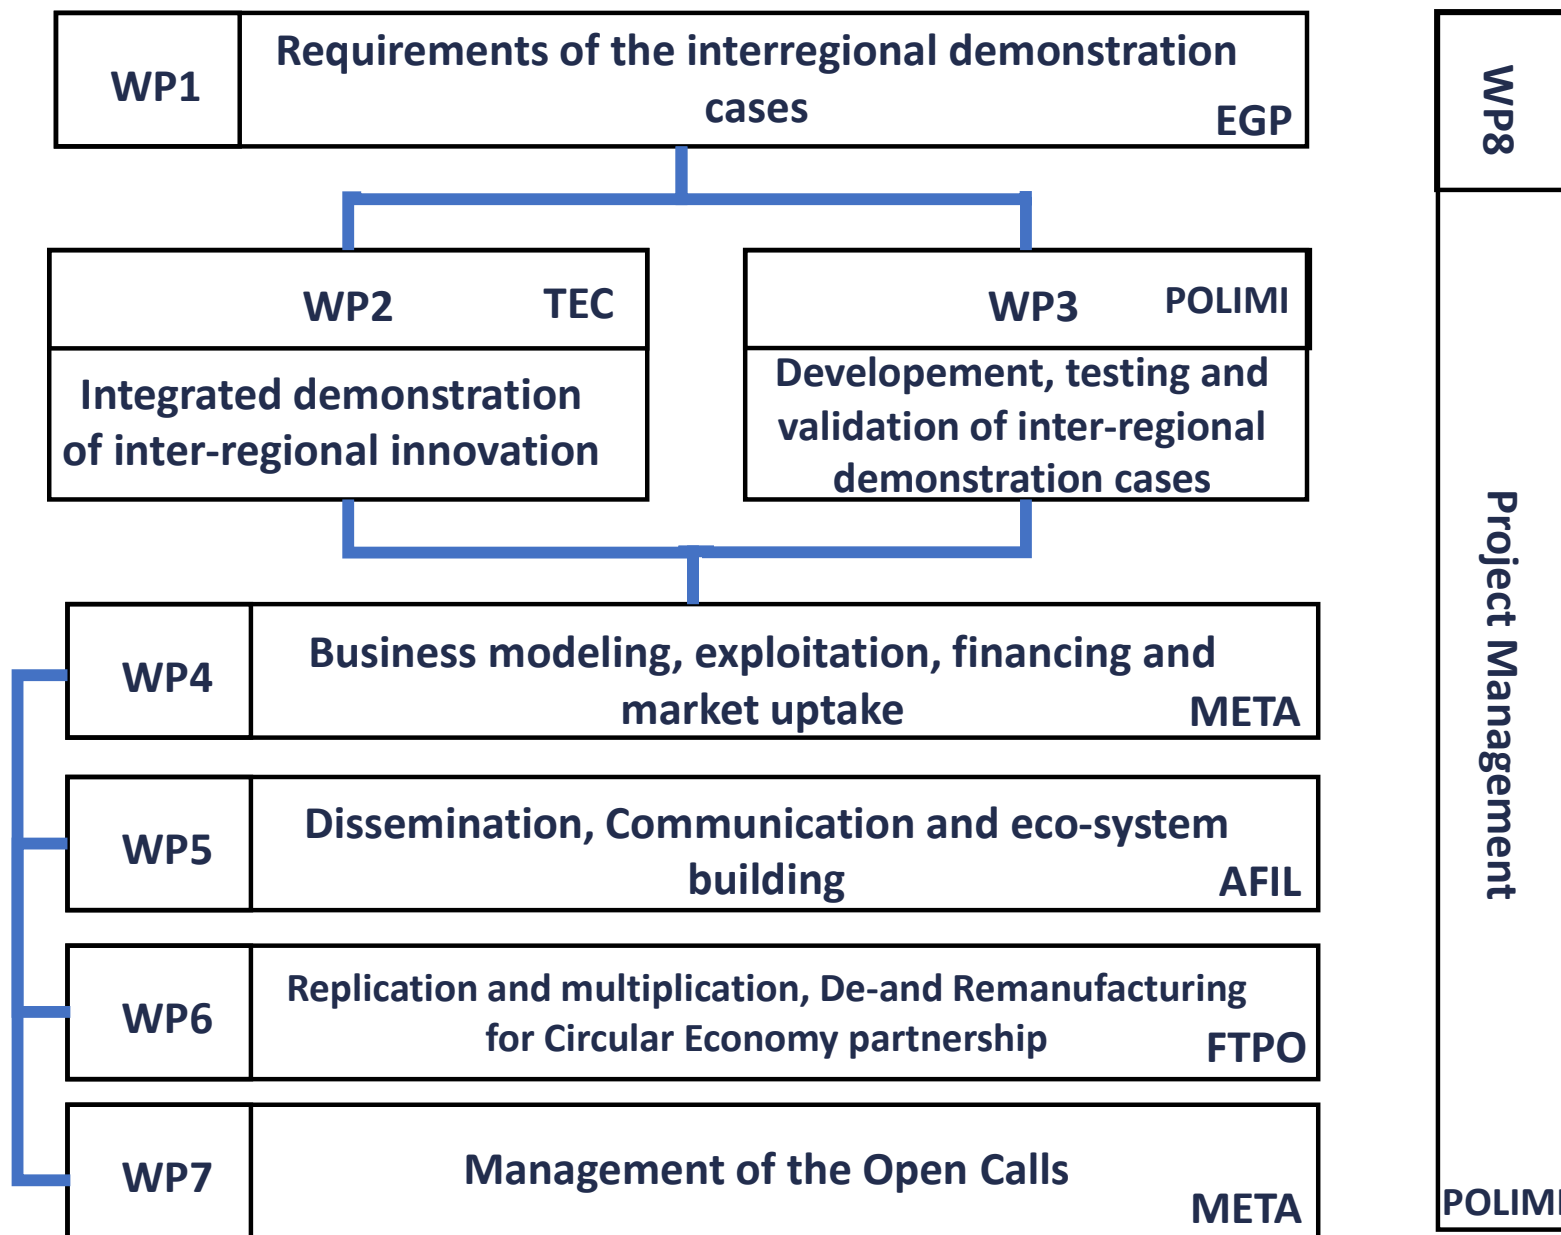 WP1
Requirements of the interregional demonstration
cases
EGP
WP2
TEC
Integrated demonstration
of inter-regional innovation
WP3
POLIMI
Developement, testing and
validation of inter-regional
demonstration cases
WP4
Business modeling, exploitation, financing and
market uptake
META
WP5
Dissemination, Communication and eco-system
building
AFIL
WP6
Replication and multiplication, De-and Remanufacturing
for Circular Economy partnership
FTPO
WP7
Management of the Open Calls
META
WP8
Project Management
POLIMI